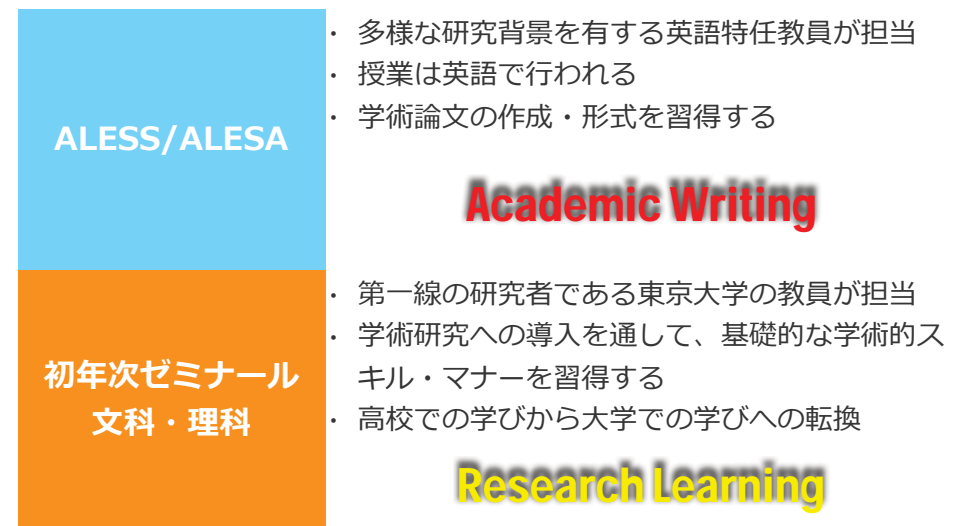 ALESS/ALESA
・ 多様な研究背景を有する英語特任教員が担当
・ 授業は英語で行われる
・ 学術論文の作成・形式を習得する
Academic Writing
初年次ゼミナール
文科・理科
・ 第一線の研究者である東京大学の教員が担当
・ 学術研究への導入を通して、基礎的な学術的ス
キル・マナーを習得する
・ 高校での学びから大学での学びへの転換
Research Learning